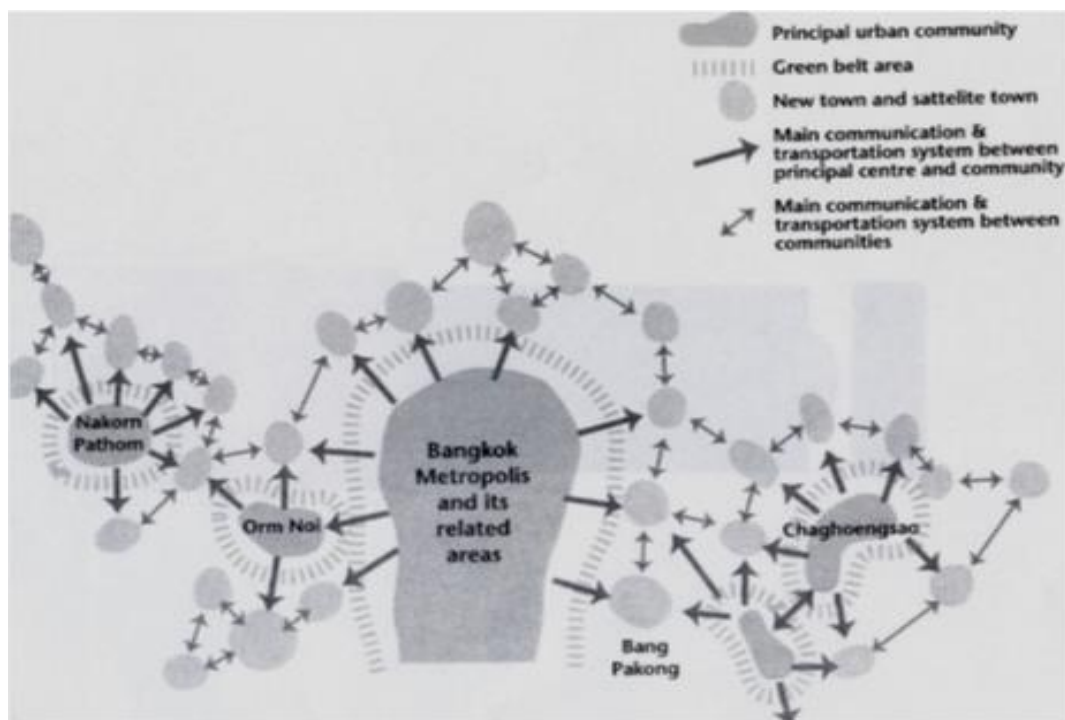 Principal urban community
Green belt area
New town and sattelite town
Main communication &
transportation system between
principal centre and community
Main communication &
transportation system between
communities
Nakorn
Pathom
Bangkok
Metropolis
and its
related
areas
Orm Noi
Chaghoengsao
Bang
Pakong